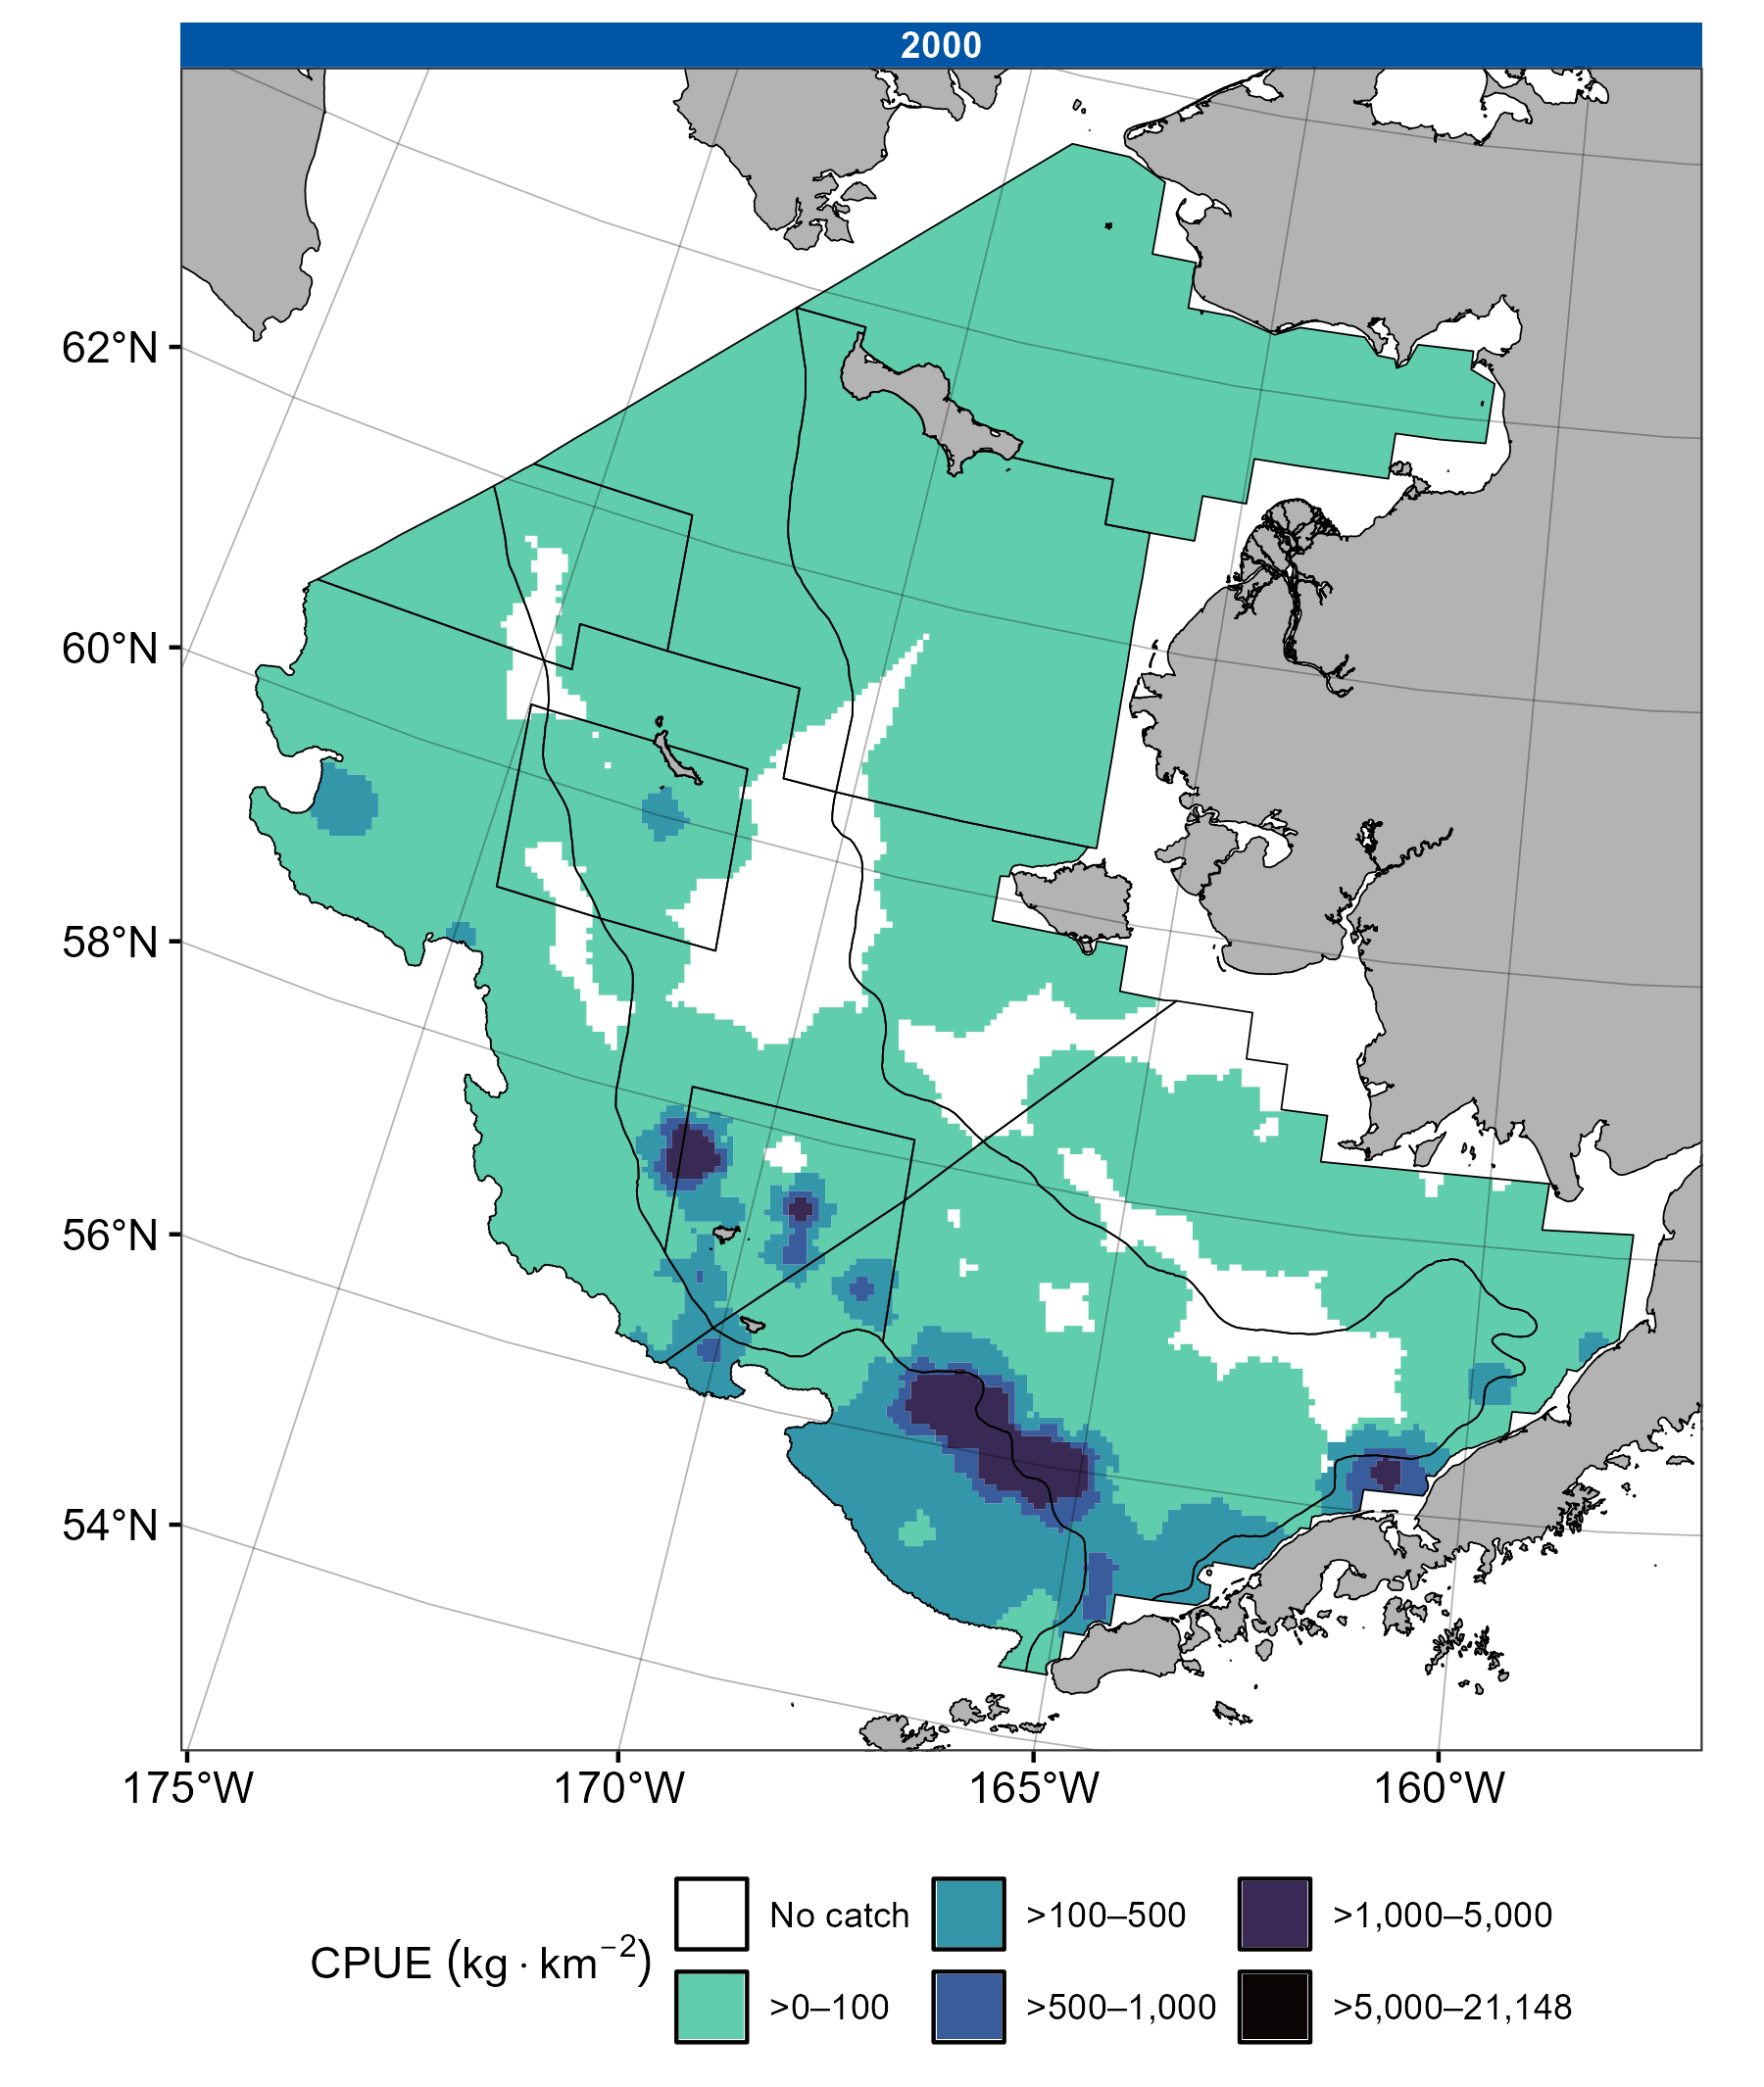 2000
62°N
60°N
58°N
56°N
54°N
175°W 170°W 165°W 160°W
CPUE (kg · km⁻²)
No catch >100–500 >1,000–5,000
>0–100 >500–1,000 >5,000–21,148